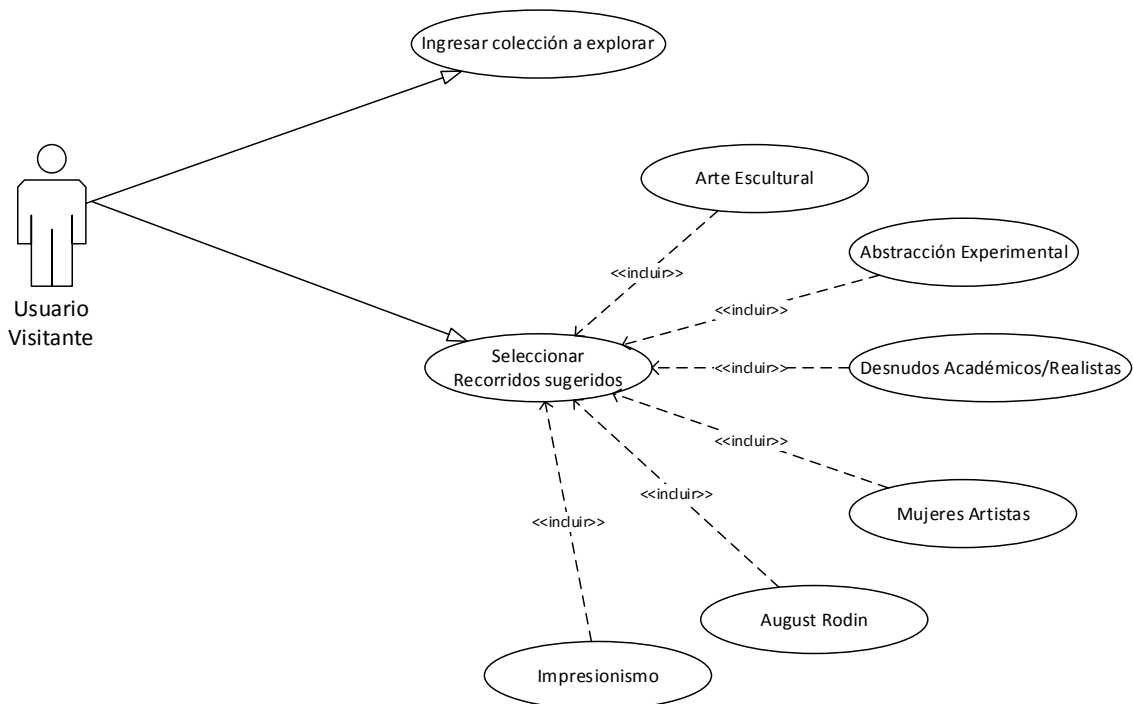 Ingresar colección a explorar
Arte Escultural
Abstracción Experimental
<<incluir>>
<<incluir>>
Usuario
Visitante
Seleccionar
Recorridos sugeridos
<<incluir>>
Desnudos Académicos/Realistas
<<incluir>>
<<incluir>>
Mujeres Artistas
<<incluir>>
August Rodin
Impresionismo